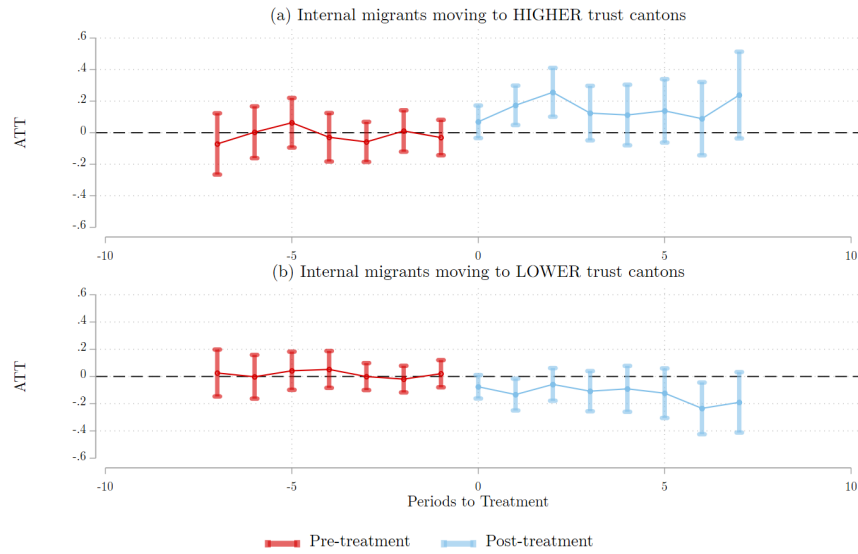 (a) Internal migrants moving to HIGHER trust cantons
.6
.4
.2
0
-.2
-.4
-.6
ATT
-10 -5 0 5 10
(b) Internal migrants moving to LOWER trust cantons
.6
.4
.2
0
-.2
-.4
-.6
ATT
-10 -5 0 5 10
Periods to Treatment
Pre-treatment Post-treatment